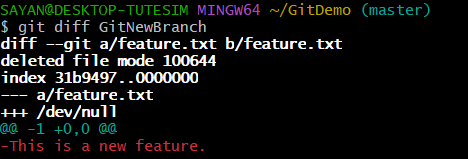 SAYAN@DESKTOP-TUTESIM MINGW64 ~/GitDemo (master)
$ git diff GitNewBranch
diff --git a/feature.txt b/feature.txt
deleted file mode 100644
index 31b9497..0000000
--- a/feature.txt
+++ /dev/null
@@ -1 +0,0 @@
-This is a new feature.